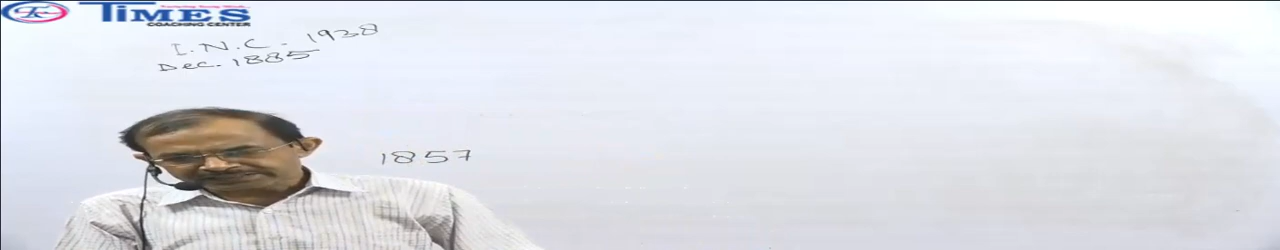 TIMES
COACHING CENTER
I.N.C. - 1938
Dec. 1885
1857